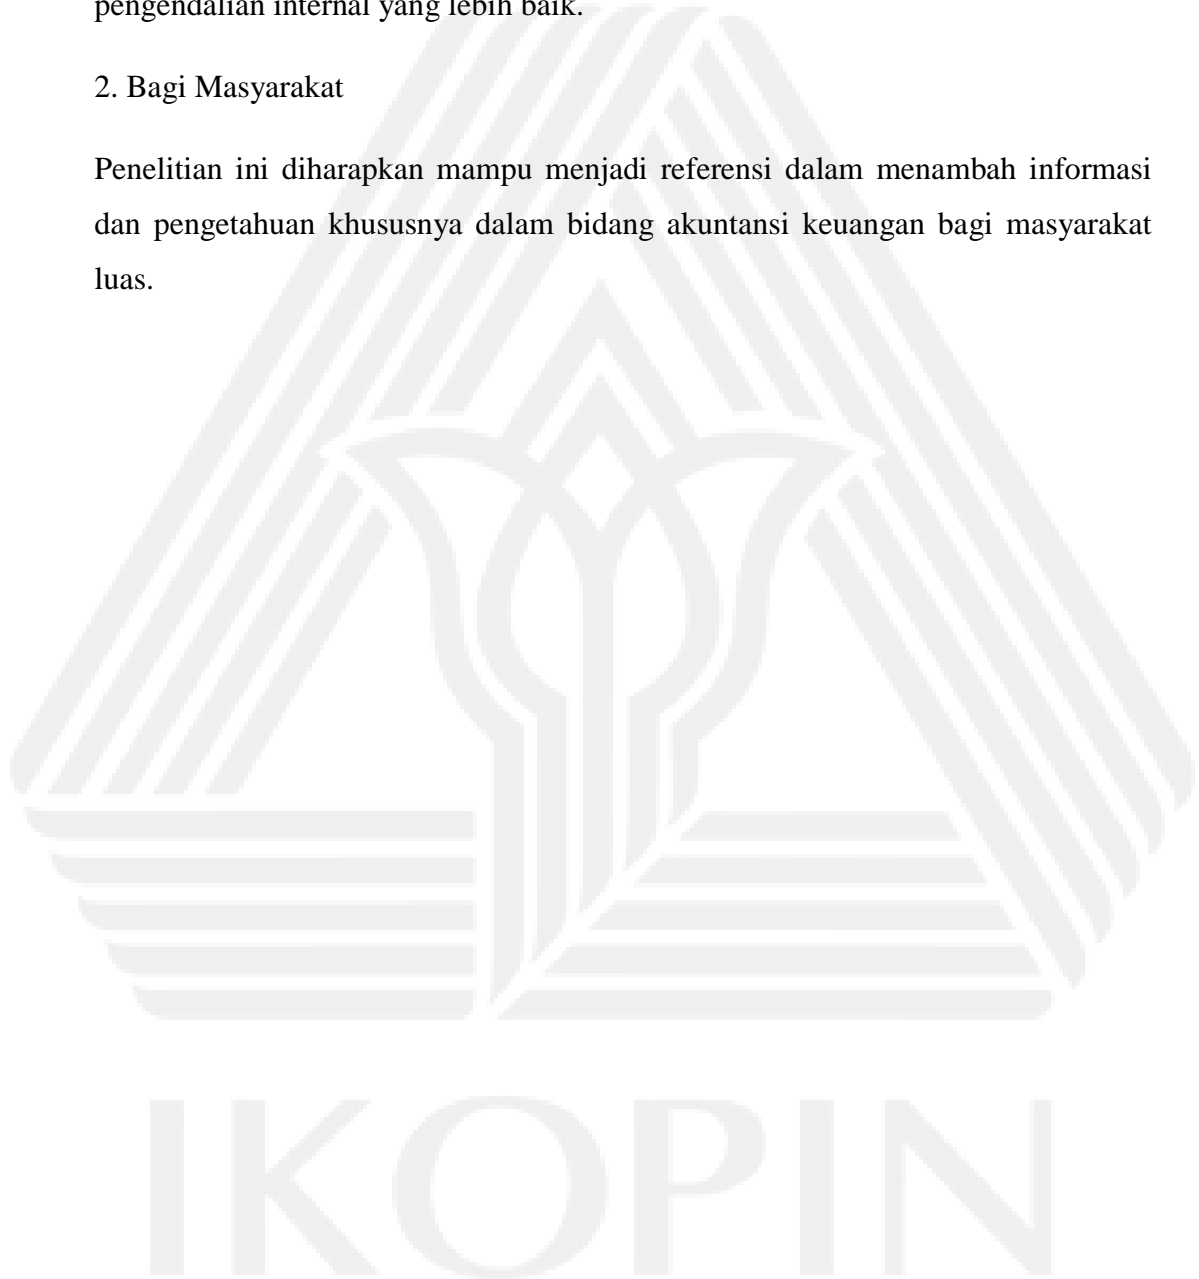 pengendalian internal yang lebih baik.
2. Bagi Masyarakat
Penelitian ini diharapkan mampu menjadi referensi dalam menambah informasi
dan pengetahuan khususnya dalam bidang akuntansi keuangan bagi masyarakat
luas.
IKOPIN